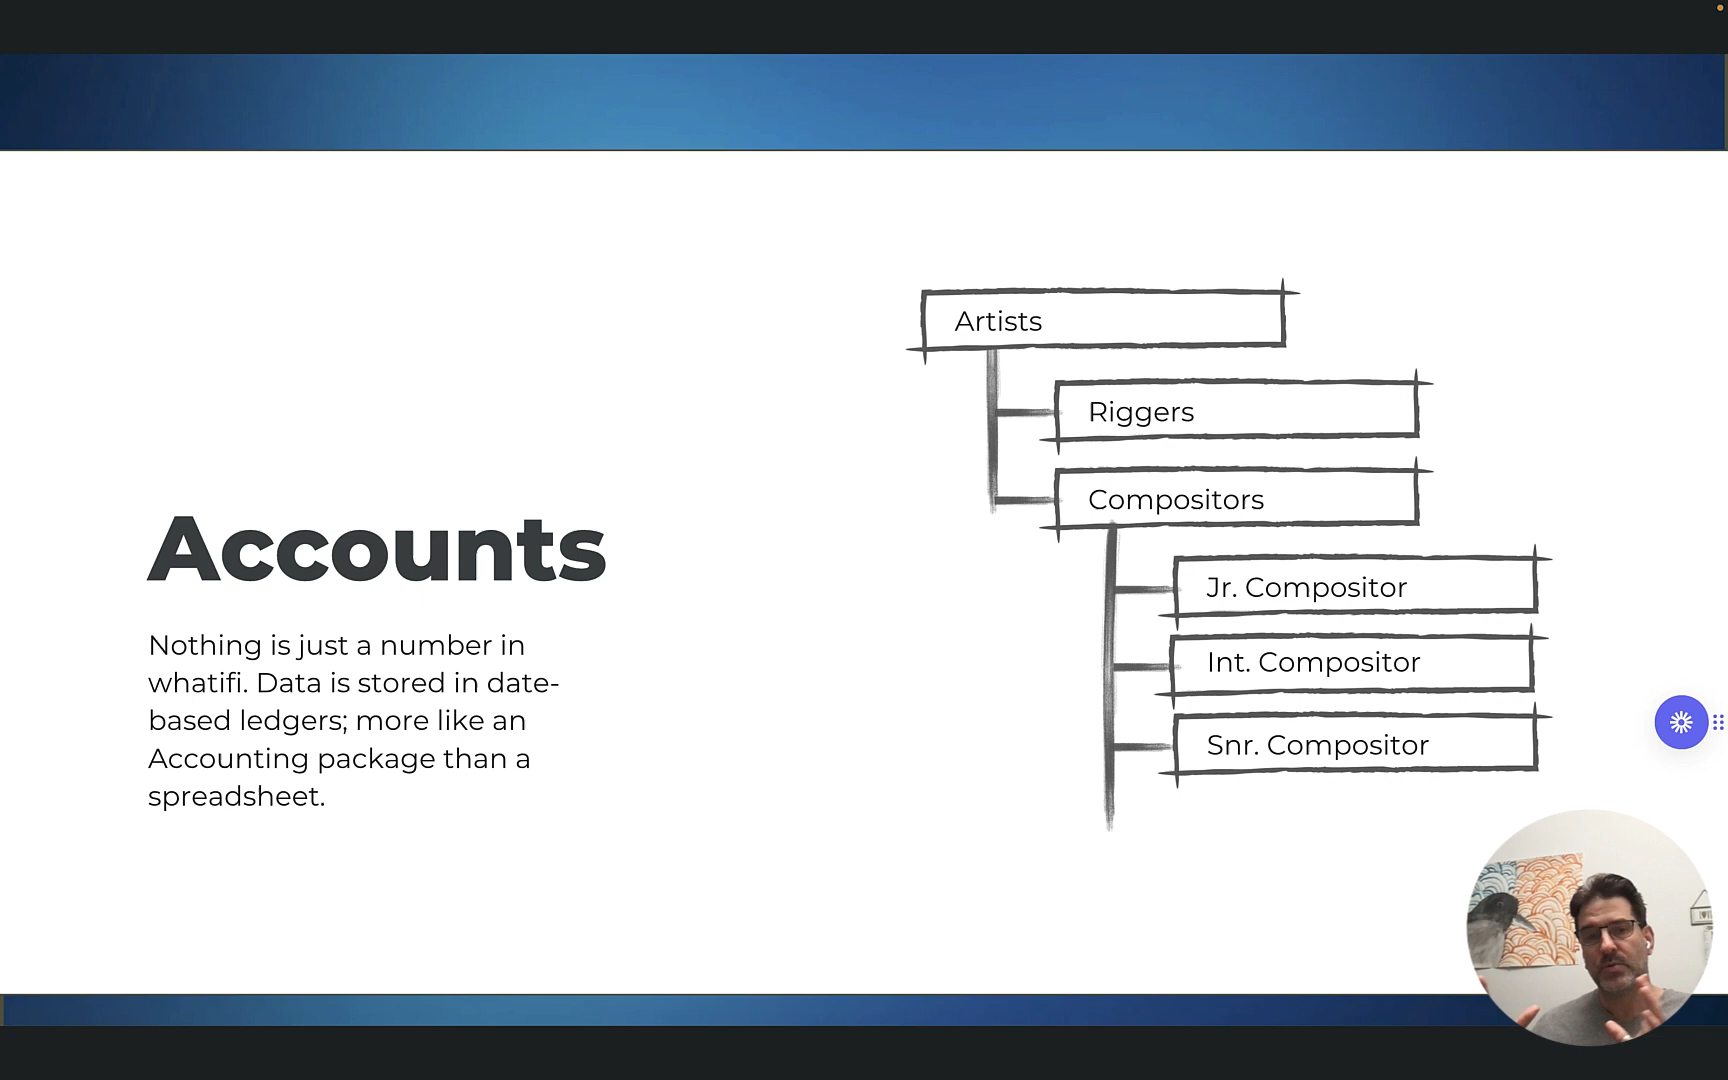 Artists
Riggers
Compositors
Jr. Compositor
Int. Compositor
Snr. Compositor
Accounts
Nothing is just a number in
whatifi. Data is stored in date-
based ledgers; more like an
Accounting package than a
spreadsheet.